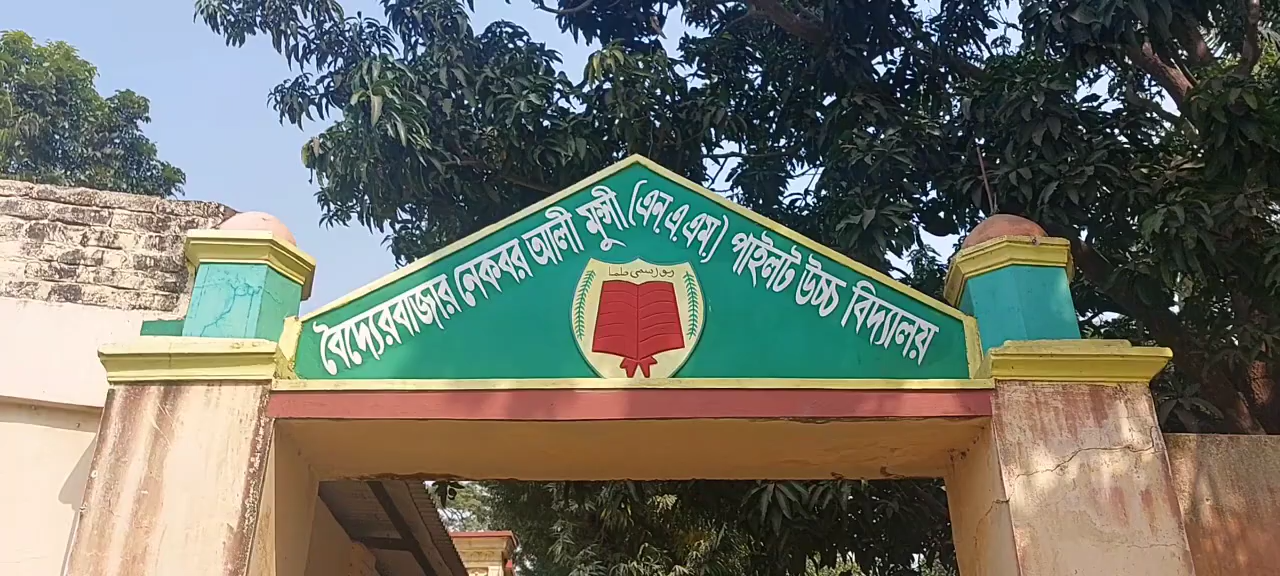 বৈদ্যেরবাজার নেকবর আলী মুন্সী (এন.এ.এম) পাইলট উচ্চ বিদ্যালয়